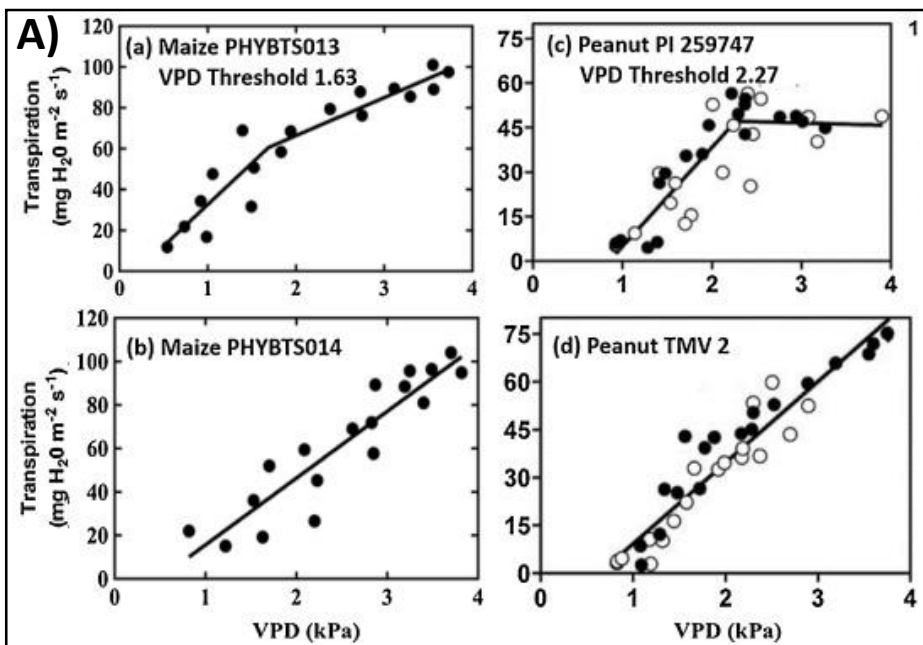 A)
1
(a) Maize PHYBTS013
VPD Threshold 1.63
Transpiration
(mg H₂0 m⁻² s⁻¹)
120
100
80
60
40
20
0
0 1 2 3 4
(c) Peanut PI 259747
VPD Threshold 2.27
75
60
45
30
15
0
1 2 3 4
(b) Maize PHYBTS014
Transpiration
(mg H₂0 m⁻² s⁻¹)
120
100
80
60
40
20
0
0 1 2 3 4
VPD (kPa)
(d) Peanut TMV 2
75
60
45
30
15
0
0 1 2 3 4
VPD (kPa)